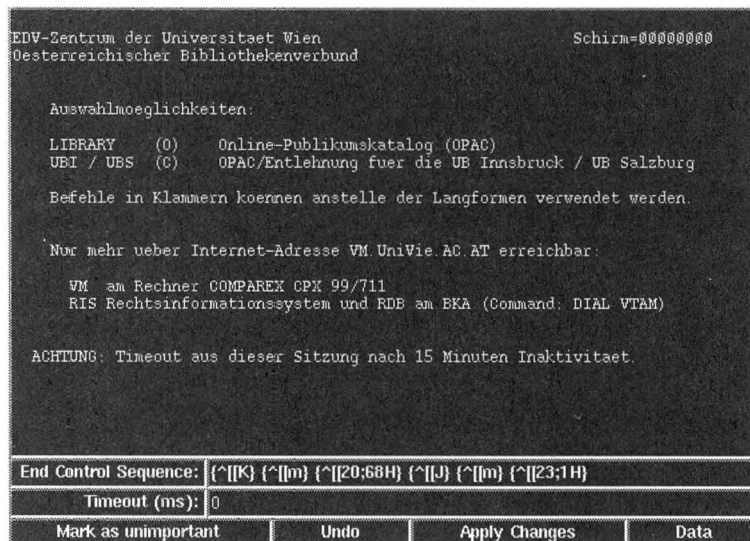 EDV-Zentrum der Universitaet Wien Schirm=00000000
Oesterreichischer Bibliothekenverbund
Auswahlmoeglichkeiten:
LIBRARY (O) Online-Publikumskatalog (OPAC)
UBI / UBS (C) OPAC/Entlehnung fuer die UB Innsbruck / UB Salzburg
Befehle in Klammern koennen anstelle der Langformen verwendet werden.
Nur mehr ueber Internet-Adresse VM.UniVie.AC.AT erreichbar:
VM am Rechner COMPAREX CPX 99/711
RIS Rechtsinformationssystem und RDB am BKA (Command: DIAL VTAM)
ACHTUNG: Timeout aus dieser Sitzung nach 15 Minuten Inaktivitaet.
End Control Sequence: {^[[K} {^[[m} {^[[20;68H} {^[[J} {^[[m} {^[[23;1H}
Timeout (ms): 0
Mark as unimportant Undo Apply Changes Data